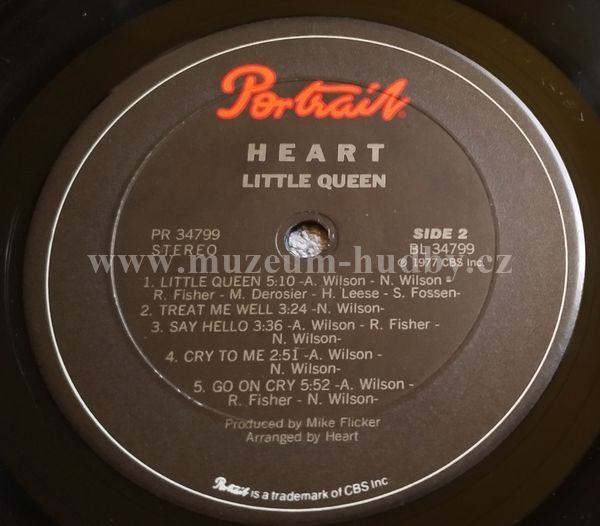 Portrait
HEART
LITTLE QUEEN
PR 34799
STEREO
SIDE 2
BL 34799
℗ 1977 CBS Inc.
www.muzeum-hudby.cz
1. LITTLE QUEEN 5:10 -A. Wilson - N. Wilson -
R. Fisher - M. Derosier - H. Leese - S. Fossen-
2. TREAT ME WELL 3:24 -N. Wilson-
3. SAY HELLO 3:36 -A. Wilson - R. Fisher -
N. Wilson-
4. CRY TO ME 2:51 -A. Wilson -
N. Wilson-
5. GO ON CRY 5:52 -A. Wilson -
R. Fisher - N. Wilson-
Produced by Mike Flicker
Arranged by Heart
Portrait is a trademark of CBS Inc